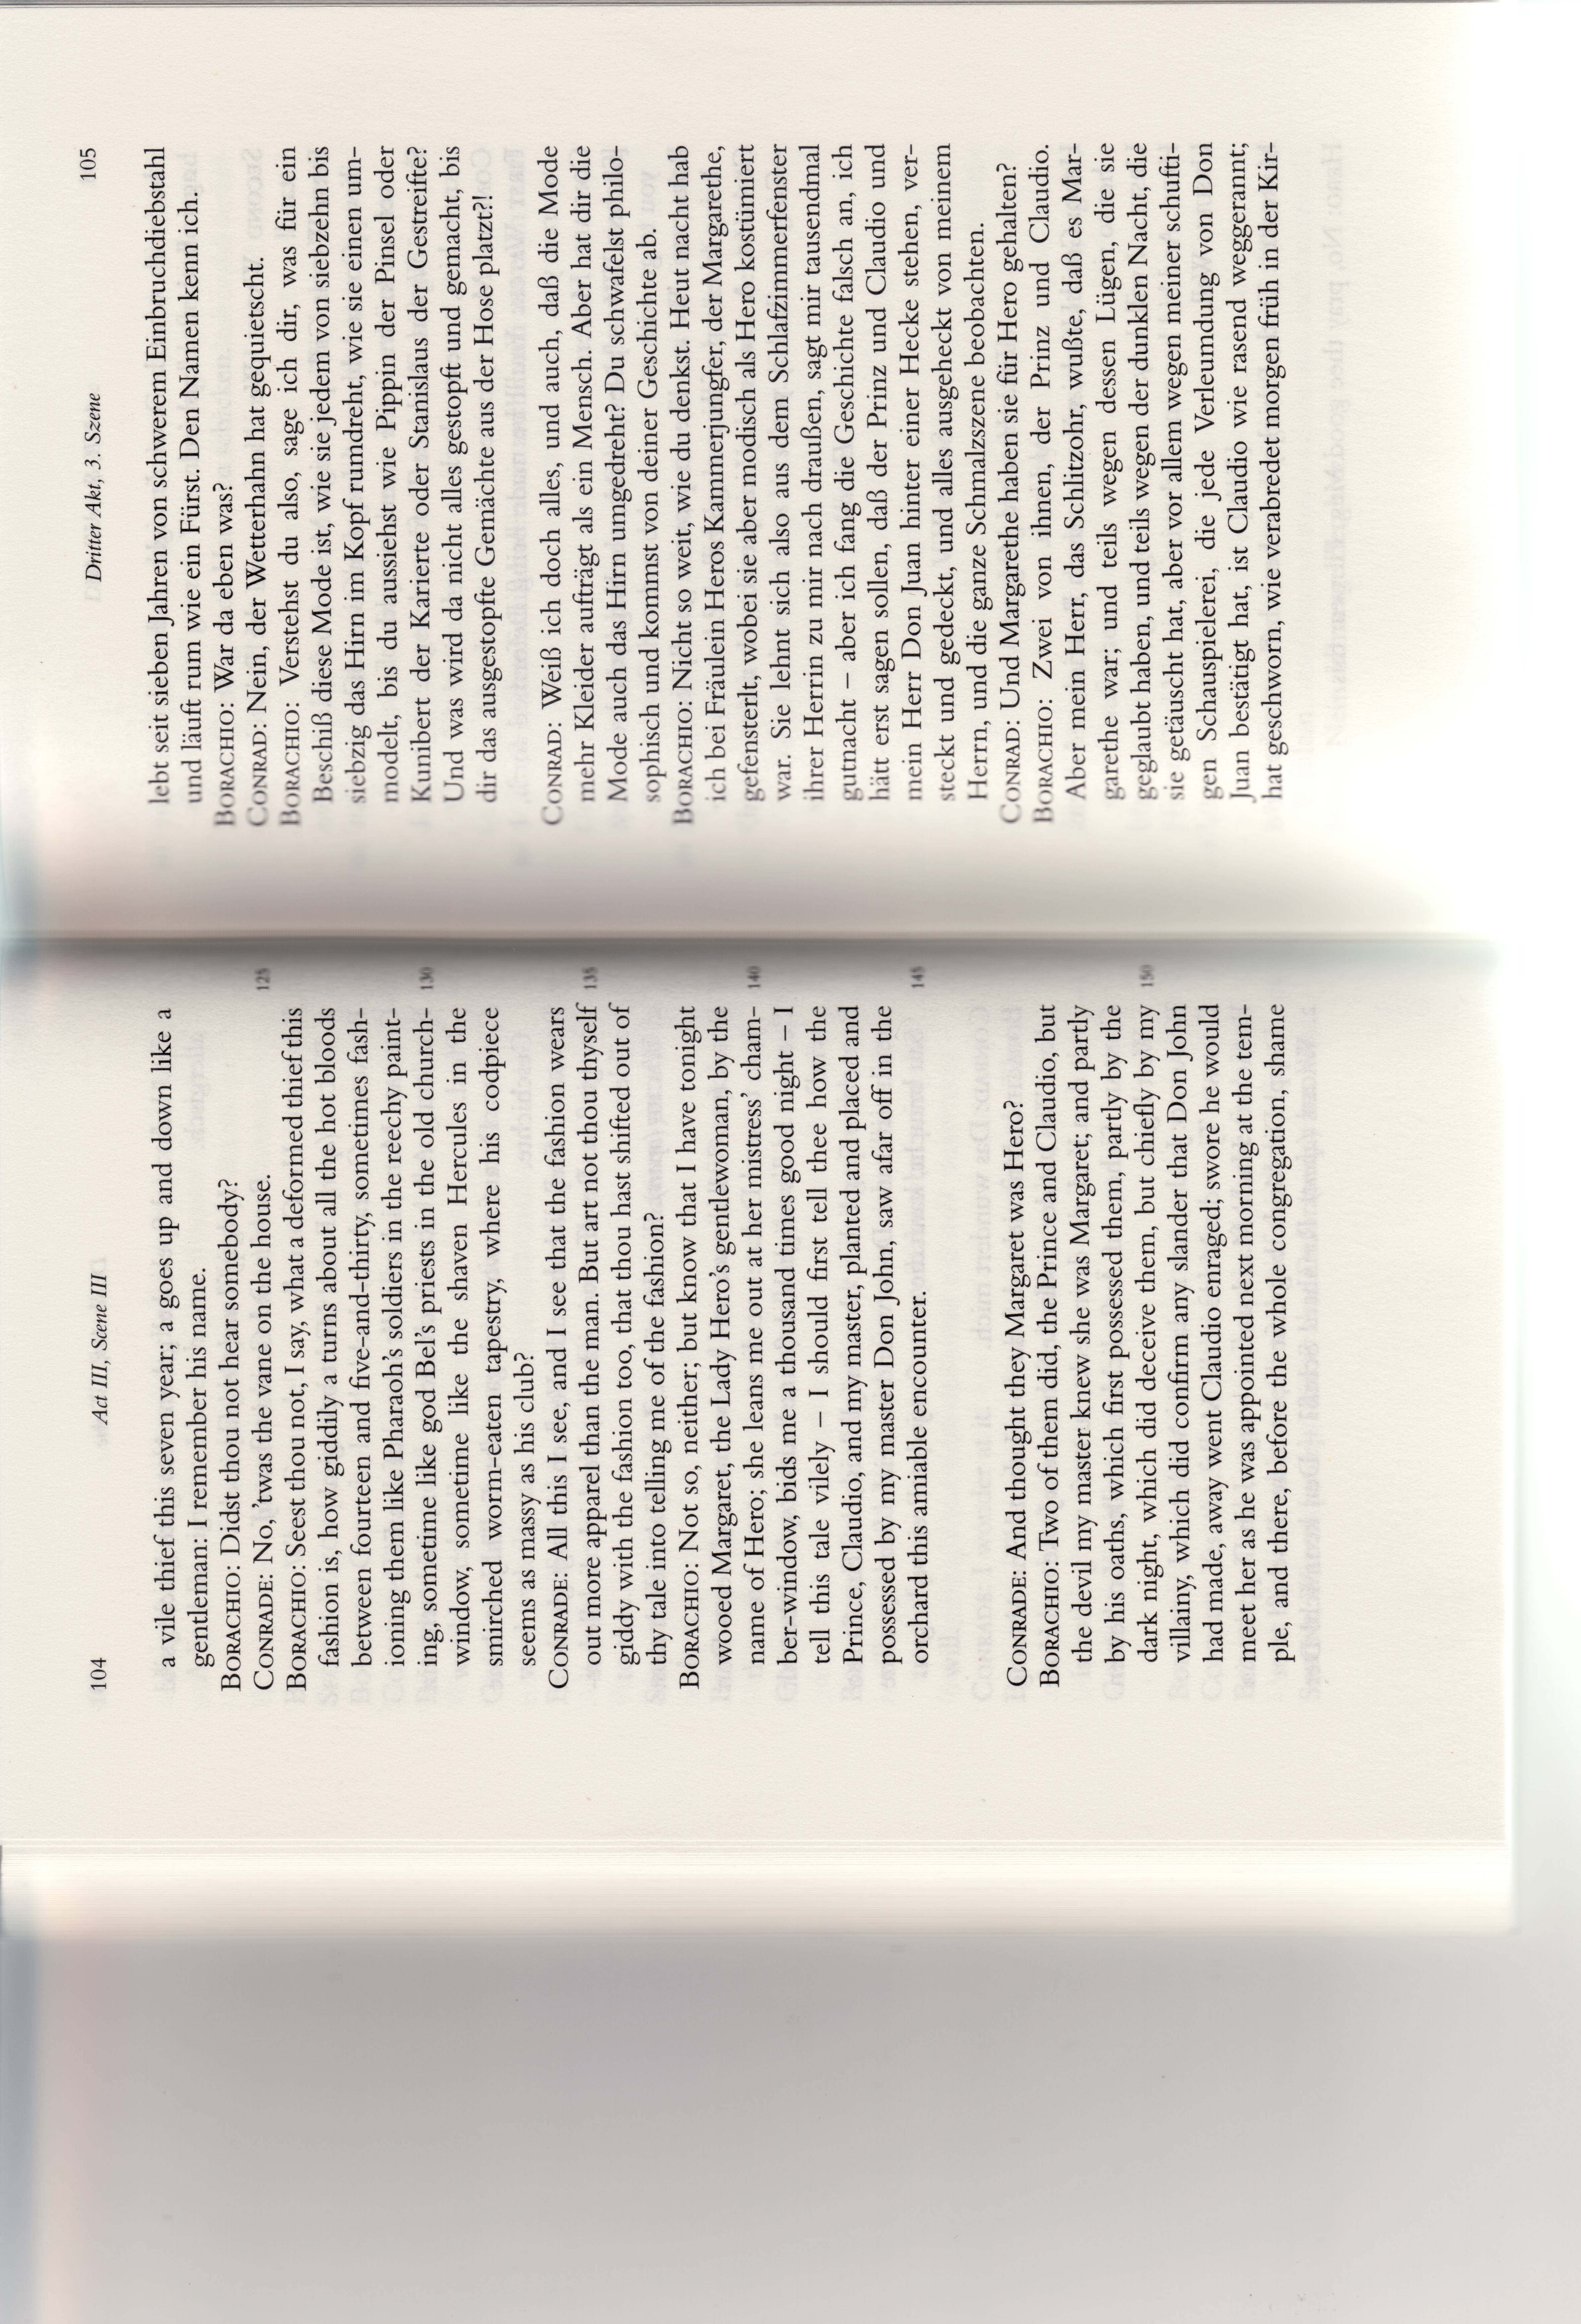 104
Act III, Scene III
a vile thief this seven year; a goes up and down like a
gentleman: I remember his name.
BORACHIO: Didst thou not hear somebody?
CONRADE: No, 'twas the vane on the house.
125
BORACHIO: Seest thou not, I say, what a deformed thief this
fashion is, how giddily a turns about all the hot bloods
between fourteen and five-and-thirty, sometimes fash-
ioning them like Pharaoh's soldiers in the reechy paint-
ing, sometime like god Bel's priests in the old church-
130
window, sometime like the shaven Hercules in the
smirched worm-eaten tapestry, where his codpiece
seems as massy as his club?
CONRADE: All this I see, and I see that the fashion wears
out more apparel than the man. But art not thou thyself
135
giddy with the fashion too, that thou hast shifted out of
thy tale into telling me of the fashion?
BORACHIO: Not so, neither; but know that I have tonight
wooed Margaret, the Lady Hero's gentlewoman, by the
name of Hero; she leans me out at her mistress' cham-
140
ber-window, bids me a thousand times good night – I
tell this tale vilely – I should first tell thee how the
Prince, Claudio, and my master, planted and placed and
possessed by my master Don John, saw afar off in the
orchard this amiable encounter.
145
CONRADE: And thought they Margaret was Hero?
BORACHIO: Two of them did, the Prince and Claudio, but
the devil my master knew she was Margaret; and partly
by his oaths, which first possessed them, partly by the
dark night, which did deceive them, but chiefly by my
150
villainy, which did confirm any slander that Don John
had made, away went Claudio enraged; swore he would
meet her as he was appointed next morning at the tem-
ple, and there, before the whole congregation, shame
Dritter Akt, 3. Szene
105
lebt seit sieben Jahren von schwerem Einbruchdiebstahl
und läuft rum wie ein Fürst. Den Namen kenn ich.
BORACHIO: War da eben was?
CONRAD: Nein, der Wetterhahn hat gequietscht.
BORACHIO: Verstehst du also, sage ich dir, was für ein
Beschiß diese Mode ist, wie sie jedem von siebzehn bis
siebzig das Hirn im Kopf rumdreht, wie sie einen um-
modelt, bis du aussiehst wie Pippin der Pinsel oder
Kunibert der Karierte oder Stanislaus der Gestreifte?
Und was wird da nicht alles gestopft und gemacht, bis
dir das ausgestopfte Gemächte aus der Hose platzt?!
CONRAD: Weiß ich doch alles, und auch, daß die Mode
mehr Kleider aufträgt als ein Mensch. Aber hat dir die
Mode auch das Hirn umgedreht? Du schwafelst philo-
sophisch und kommst von deiner Geschichte ab.
BORACHIO: Nicht so weit, wie du denkst. Heut nacht hab
ich bei Fräulein Heros Kammerjungfer, der Margarethe,
gefensterlt, wobei sie aber modisch als Hero kostümiert
war. Sie lehnt sich also aus dem Schlafzimmerfenster
ihrer Herrin zu mir nach draußen, sagt mir tausendmal
gutnacht – aber ich fang die Geschichte falsch an, ich
hätt erst sagen sollen, daß der Prinz und Claudio und
mein Herr Don Juan hinter einer Hecke stehen, ver-
steckt und gedeckt, und alles ausgeheckt von meinem
Herrn, und die ganze Schmalzszene beobachten.
CONRAD: Und Margarethe haben sie für Hero gehalten?
BORACHIO: Zwei von ihnen, der Prinz und Claudio.
Aber mein Herr, das Schlitzohr, wußte, daß es Mar-
garethe war; und teils wegen dessen Lügen, die sie
geglaubt haben, und teils wegen der dunklen Nacht, die
sie getäuscht hat, aber vor allem wegen meiner schufti-
gen Schauspielerei, die jede Verleumdung von Don
Juan bestätigt hat, ist Claudio wie rasend weggerannt;
hat geschworn, wie verabredet morgen früh in der Kir-